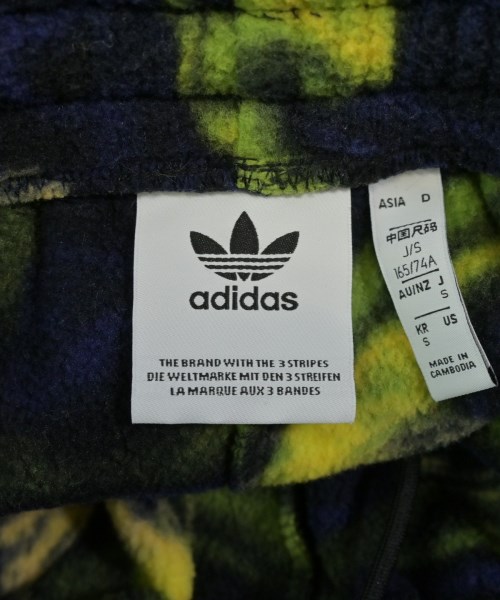 adidas
THE BRAND WITH THE 3 STRIPES
DIE WELTMARKE MIT DEN 3 STREIFEN
LA MARQUE AUX 3 BANDES
ASIA D
中国尺码
J/S
165/74A
AU/NZ J
S
KR US
S
MADE IN
CAMBODIA